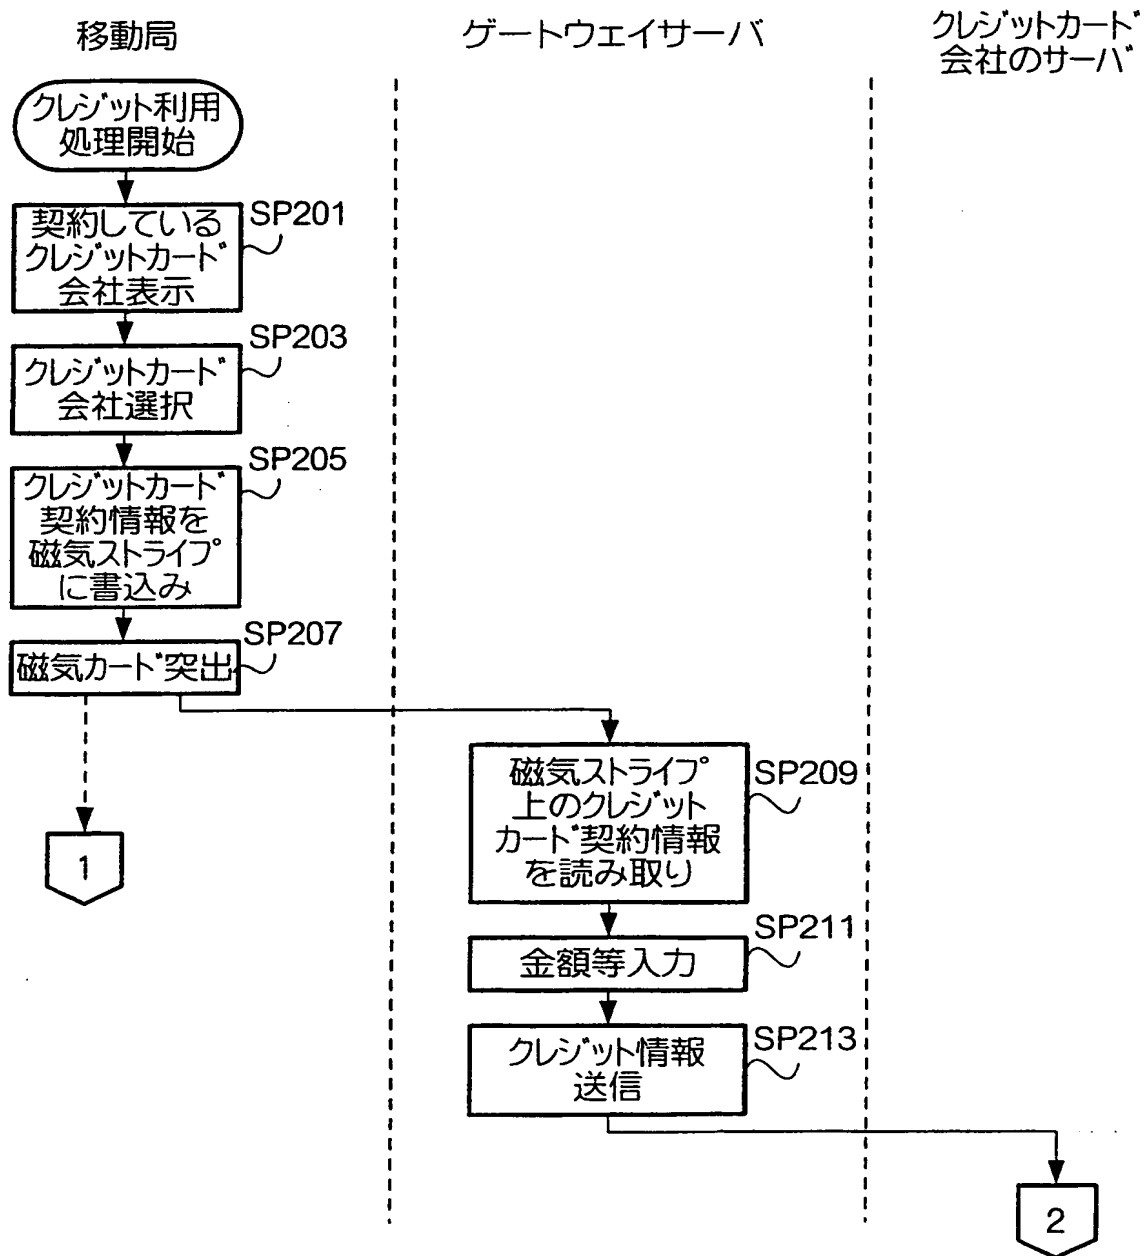 移動局
ゲートウェイサーバ
クレジットカード
会社のサーバ
クレジット利用
処理開始
契約している
クレジットカード
会社表示
SP201
クレジットカード
会社選択
SP203
クレジットカード
契約情報を
磁気ストライプ
に書込み
SP205
磁気カード突出
SP207
1
磁気ストライプ
上のクレジット
カード契約情報
を読み取り
SP209
金額等入力
SP211
クレジット情報
送信
SP213
2